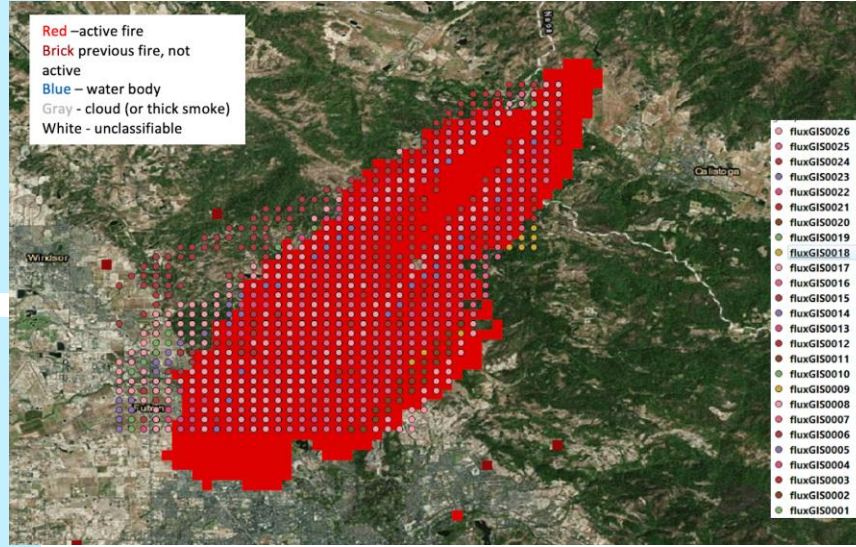 Red –active fire
Brick previous fire, not
active
Blue – water body
Gray - cloud (or thick smoke)
White - unclassifiable
Napa
Calistoga
Windsor
fluxGIS0026
fluxGIS0025
fluxGIS0024
fluxGIS0023
fluxGIS0022
fluxGIS0021
fluxGIS0020
fluxGIS0019
fluxGIS0018
fluxGIS0017
fluxGIS0016
fluxGIS0015
fluxGIS0014
fluxGIS0013
fluxGIS0012
fluxGIS0011
fluxGIS0010
fluxGIS0009
fluxGIS0008
fluxGIS0007
fluxGIS0006
fluxGIS0005
fluxGIS0004
fluxGIS0003
fluxGIS0002
fluxGIS0001